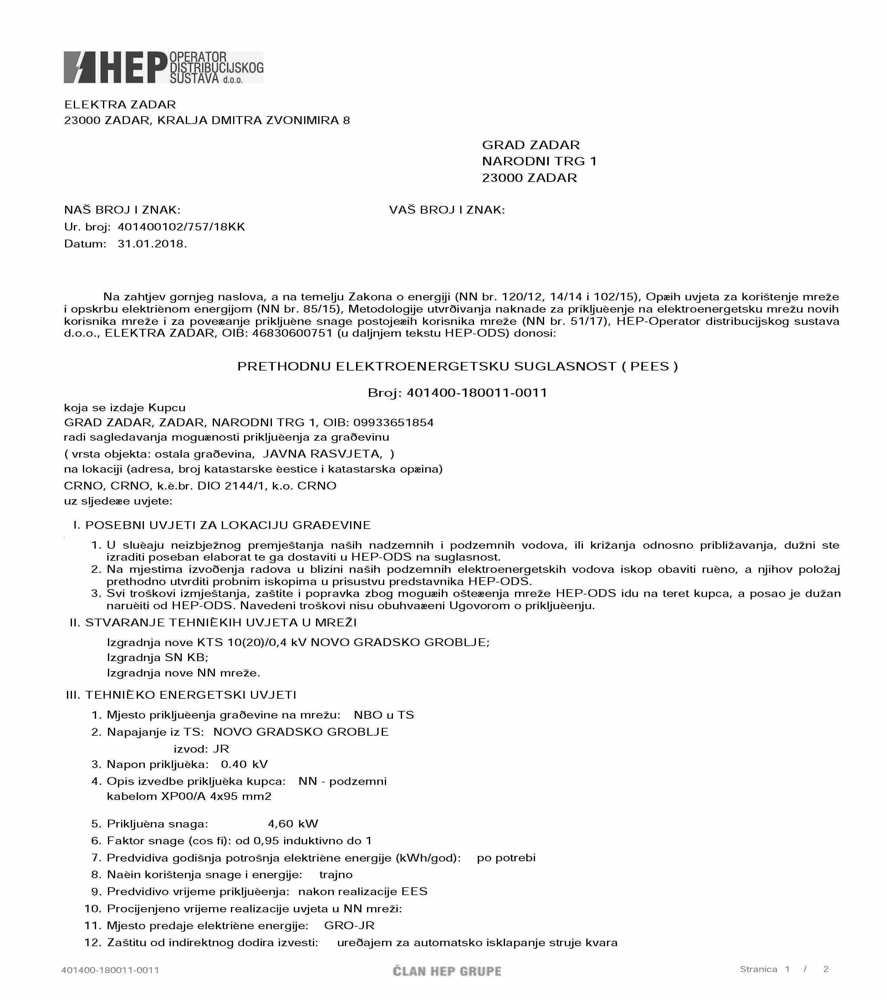 HEP OPERATOR
DISTRIBUCIJSKOG
SUSTAVA d.o.o.
ELEKTRA ZADAR
23000 ZADAR, KRALJA DMITRA ZVONIMIRA 8
GRAD ZADAR
NARODNI TRG 1
23000 ZADAR
NAŠ BROJ I ZNAK: VAŠ BROJ I ZNAK:
Ur. broj: 401400102/757/18KK
Datum: 31.01.2018.
Na zahtjev gornjeg naslova, a na temelju Zakona o energiji (NN br. 120/12, 14/14 i 102/15), Opæih uvjeta za korištenje mreže
i opskrbu elektriènom energijom (NN br. 85/15), Metodologije utvrðivanja naknade za prikljuèenje na elektroenergetsku mrežu novih
korisnika mreže i za poveæanje prikljuène snage postojeæih korisnika mreže (NN br. 51/17), HEP-Operator distribucijskog sustava
d.o.o., ELEKTRA ZADAR, OIB: 46830600751 (u daljnjem tekstu HEP-ODS) donosi:
PRETHODNU ELEKTROENERGETSKU SUGLASNOST ( PEES )
Broj: 401400-180011-0011
koja se izdaje Kupcu
GRAD ZADAR, ZADAR, NARODNI TRG 1, OIB: 09933651854
radi sagledavanja moguænosti prikljuèenja za graðevinu
( vrsta objekta: ostala graðevina, JAVNA RASVJETA, )
na lokaciji (adresa, broj katastarske èestice i katastarska opæina)
CRNO, CRNO, k.è.br. DIO 2144/1, k.o. CRNO
uz sljedeæe uvjete:
I. POSEBNI UVJETI ZA LOKACIJU GRAÐEVINE
1. U sluèaju neizbježnog premještanja naših nadzemnih i podzemnih vodova, ili križanja odnosno približavanja, dužni ste
izraditi poseban elaborat te ga dostaviti u HEP-ODS na suglasnost.
2. Na mjestima izvoðenja radova u blizini naših podzemnih elektroenergetskih vodova iskop obaviti ruèno, a njihov položaj
prethodno utvrditi probnim iskopima u prisustvu predstavnika HEP-ODS.
3. Svi troškovi izmještanja, zaštite i popravka zbog moguæih ošteæenja mreže HEP-ODS idu na teret kupca, a posao je dužan
naruèiti od HEP-ODS. Navedeni troškovi nisu obuhvaæeni Ugovorom o prikljuèenju.
II. STVARANJE TEHNIÈKIH UVJETA U MREŽI
Izgradnja nove KTS 10(20)/0,4 kV NOVO GRADSKO GROBLJE;
Izgradnja SN KB;
Izgradnja nove NN mreže.
III. TEHNIÈKO ENERGETSKI UVJETI
1. Mjesto prikljuèenja graðevine na mrežu: NBO u TS
2. Napajanje iz TS: NOVO GRADSKO GROBLJE
izvod: JR
3. Napon prikljuèka: 0.40 kV
4. Opis izvedbe prikljuèka kupca: NN - podzemni
kabelom XP00/A 4x95 mm2
5. Prikljuèna snaga: 4,60 kW
6. Faktor snage (cos fi): od 0,95 induktivno do 1
7. Predvidiva godišnja potrošnja elektriène energije (kWh/god): po potrebi
8. Naèin korištenja snage i energije: trajno
9. Predvidivo vrijeme prikljuèenja: nakon realizacije EES
10. Procijenjeno vrijeme realizacije uvjeta u NN mreži:
11. Mjesto predaje elektriène energije: GRO-JR
12. Zaštitu od indirektnog dodira izvesti: ureðajem za automatsko isklapanje struje kvara
401400-180011-0011 ČLAN HEP GRUPE Stranica 1 / 2